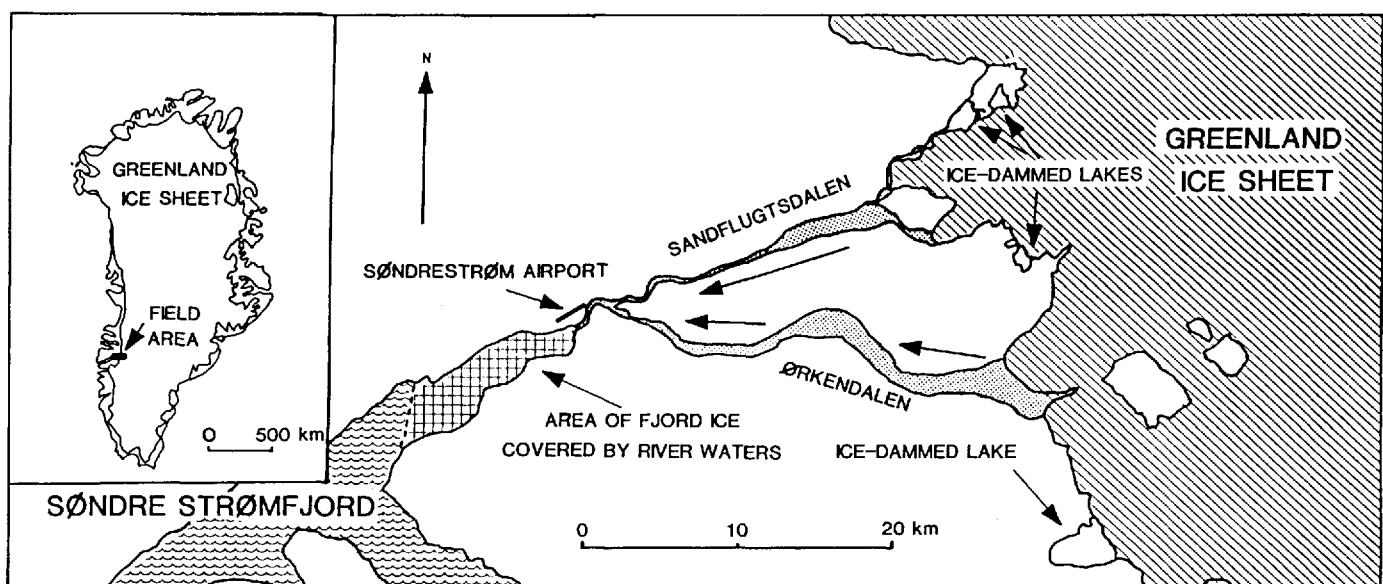 GREENLAND
ICE SHEET
FIELD
AREA
0 500 km
N
SØNDRESTRØM AIRPORT
SANDFLUGTSDALEN
ICE-DAMMED LAKES
GREENLAND
ICE SHEET
ØRKENDALEN
AREA OF FJORD ICE
COVERED BY RIVER WATERS
ICE-DAMMED LAKE
SØNDRE STRØMFJORD
0 10 20 km